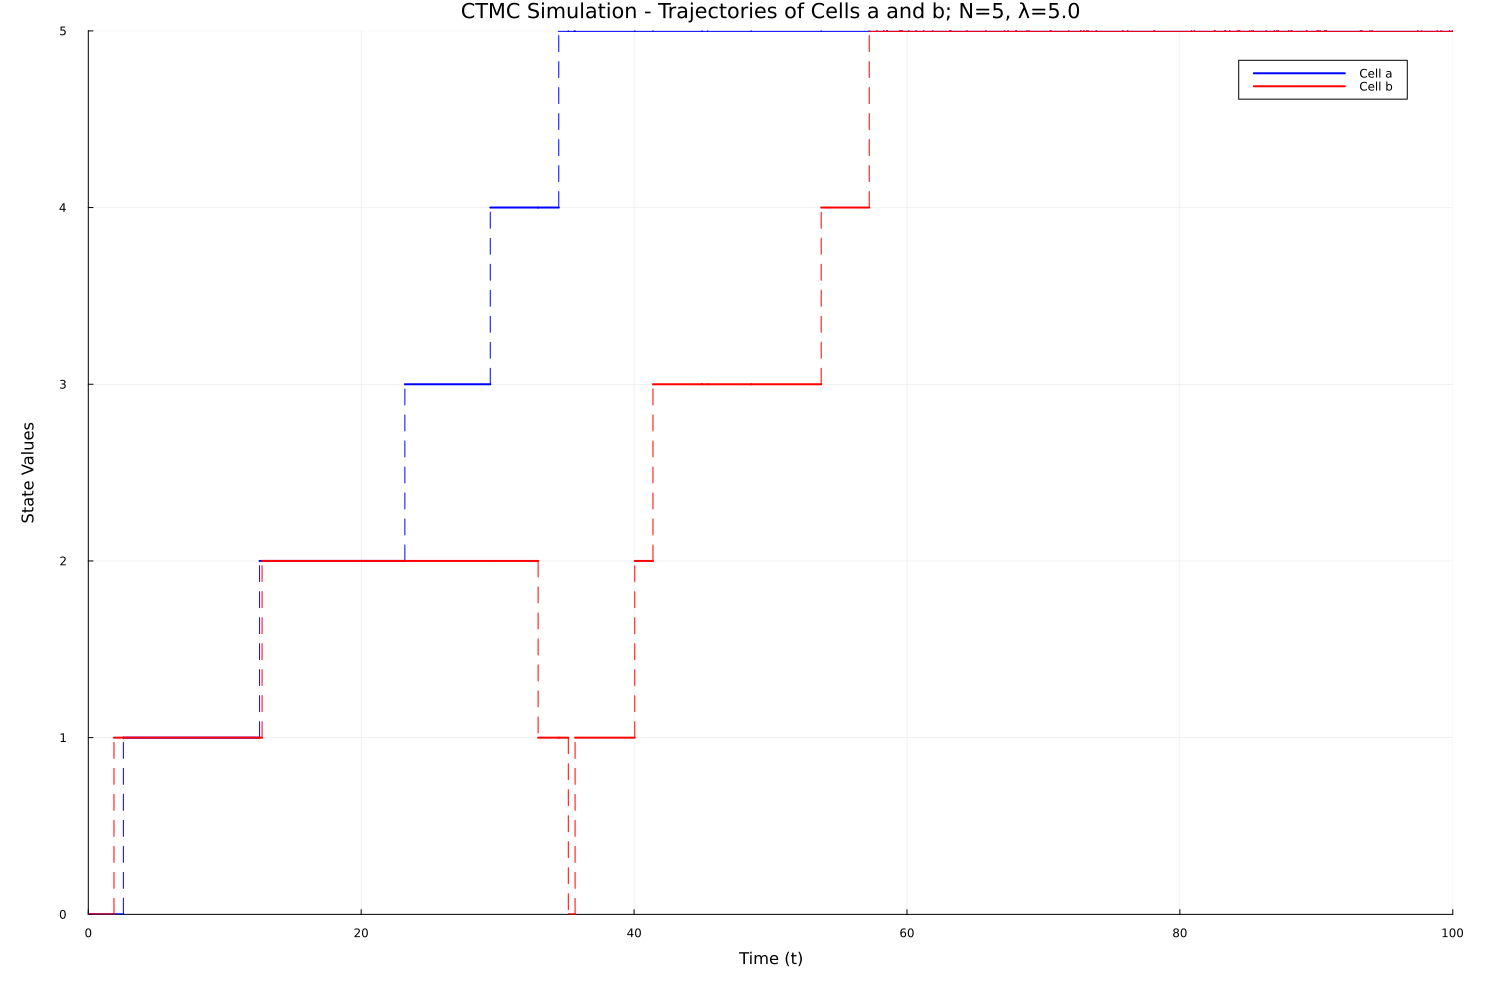 CTMC Simulation - Trajectories of Cells a and b; N=5, λ=5.0
5
Cell a
Cell b
4
3
State Values
2
1
0
0 20 40 60 80 100
Time (t)